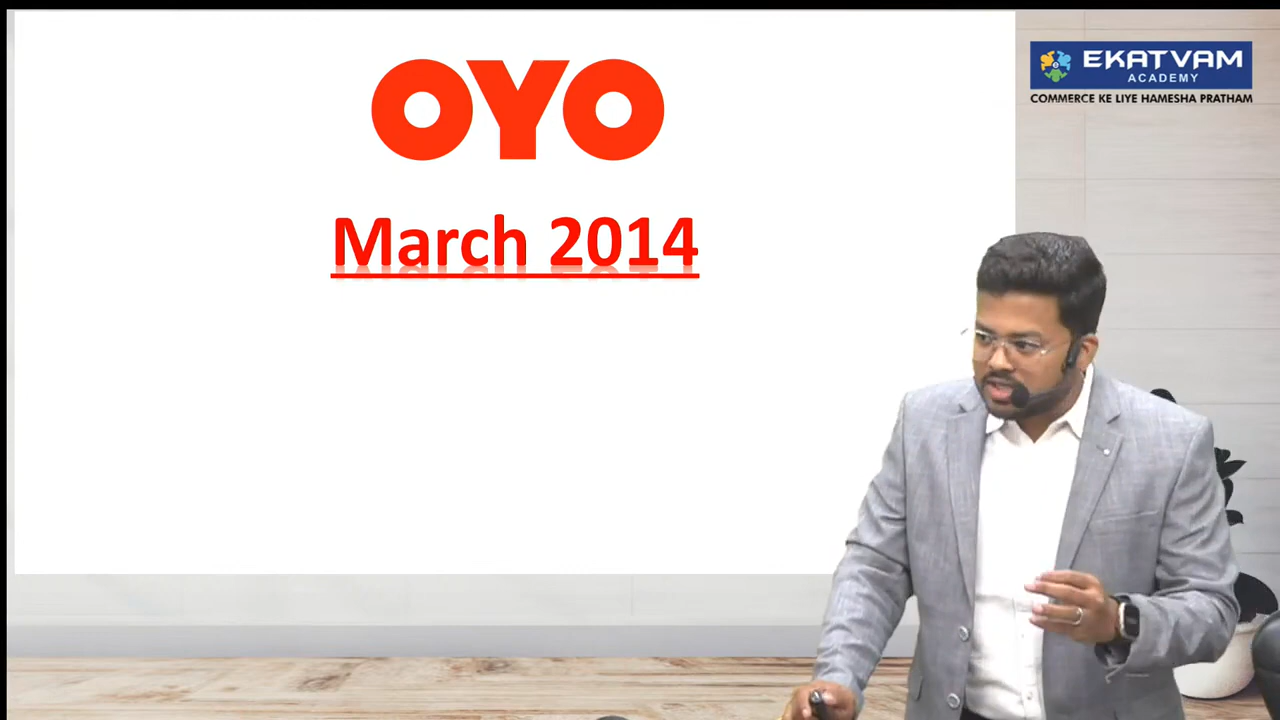 OYO
March 2014
EKATVAM
ACADEMY
COMMERCE KE LIYE HAMESHA PRATHAM